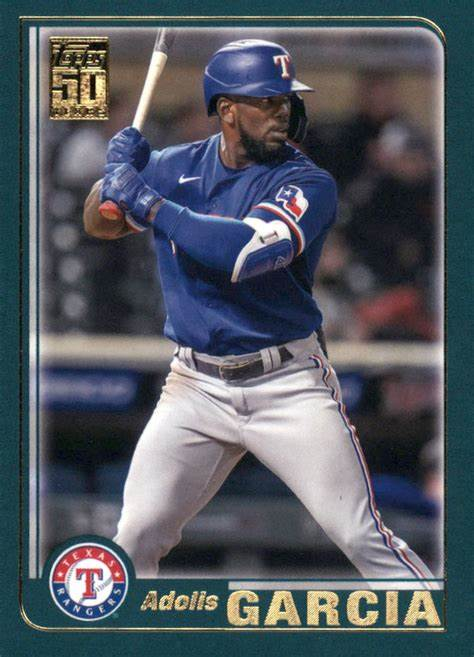 Topps
50
YEARS
T
TEXAS
T
RANGERS
Adolis GARCIA